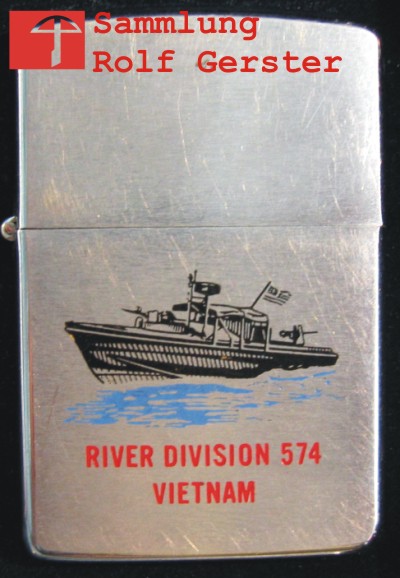 Sammlung
Rolf Gerster
RIVER DIVISION 574
VIETNAM